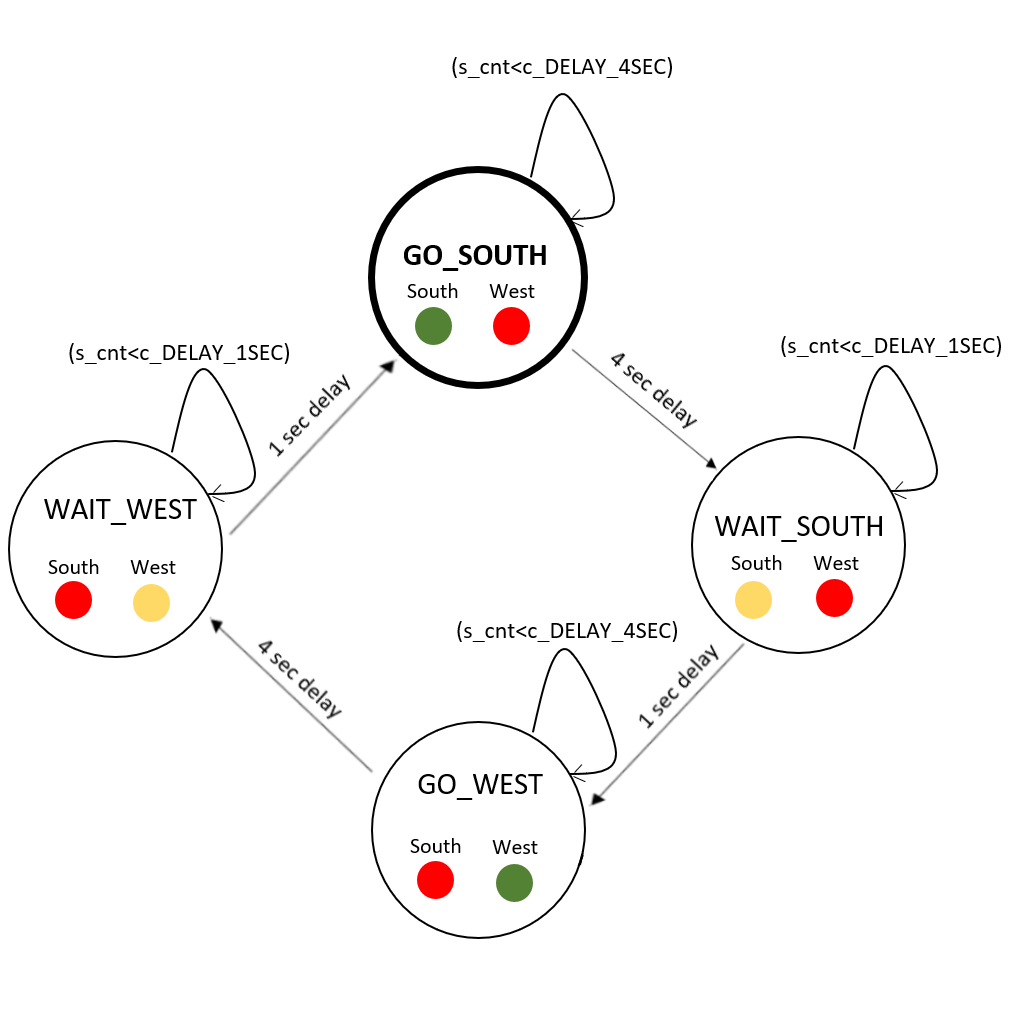 (s_cnt<c_DELAY_4SEC)
GO_SOUTH
South West
4 sec delay
(s_cnt<c_DELAY_1SEC)
WAIT_SOUTH
South West
1 sec delay
(s_cnt<c_DELAY_4SEC)
GO_WEST
South West
4 sec delay
(s_cnt<c_DELAY_1SEC)
WAIT_WEST
South West
1 sec delay